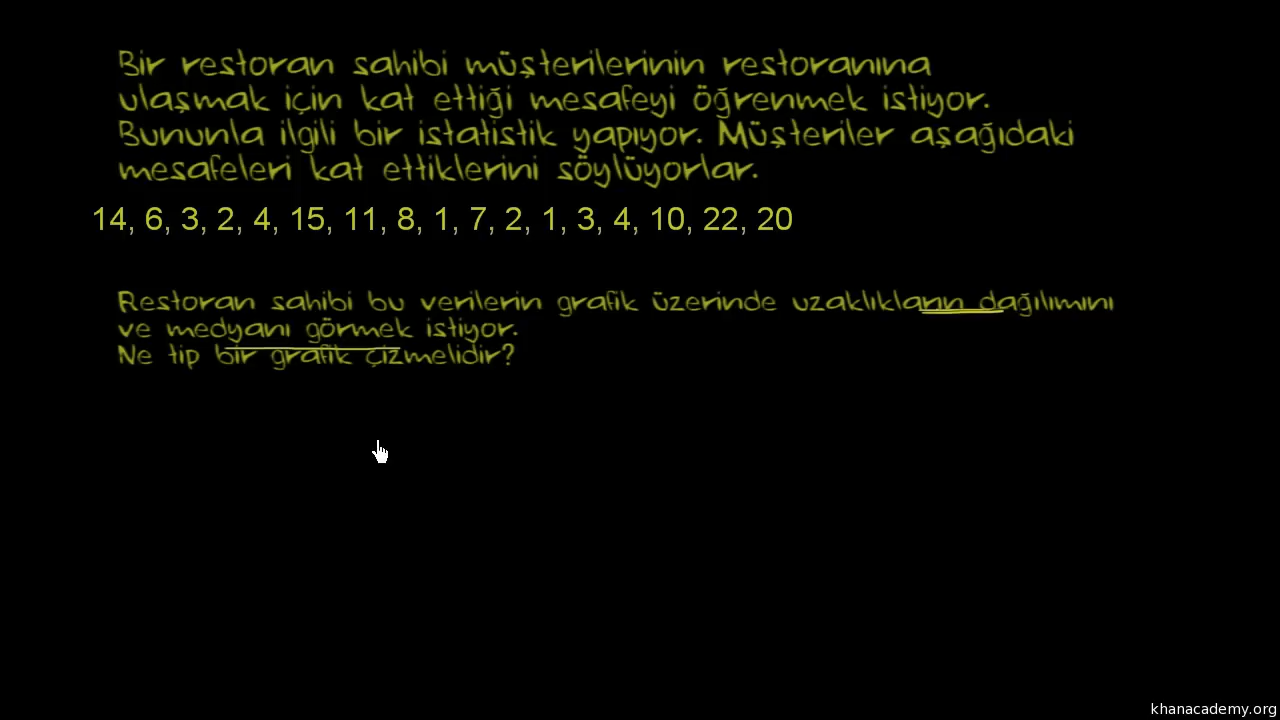 Bir restoran sahibi müşterilerinin restoranına
ulaşmak için kat ettiği mesafeyi öğrenmek istiyor.
Bununla ilgili bir istatistik yapıyor. Müşteriler aşağıdaki
mesafeleri kat ettiklerini söylüyorlar.
14, 6, 3, 2, 4, 15, 11, 8, 1, 7, 2, 1, 3, 4, 10, 22, 20
Restoran sahibi bu verilerin grafik üzerinde uzaklıkların dağılımını
ve medyanı görmek istiyor.
Ne tip bir grafik çizmelidir?
khanacademy.org